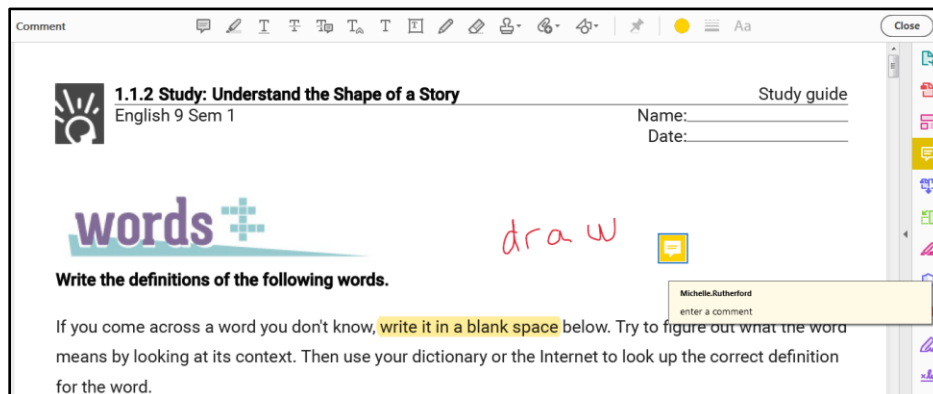 Comment
Aa
Close
1.1.2 Study: Understand the Shape of a Story
Study guide
English 9 Sem 1
Name:
Date:
words
draw
Write the definitions of the following words.
Michelle.Rutherford
enter a comment
If you come across a word you don't know, write it in a blank space below. Try to figure out what the word
means by looking at its context. Then use your dictionary or the Internet to look up the correct definition
for the word.